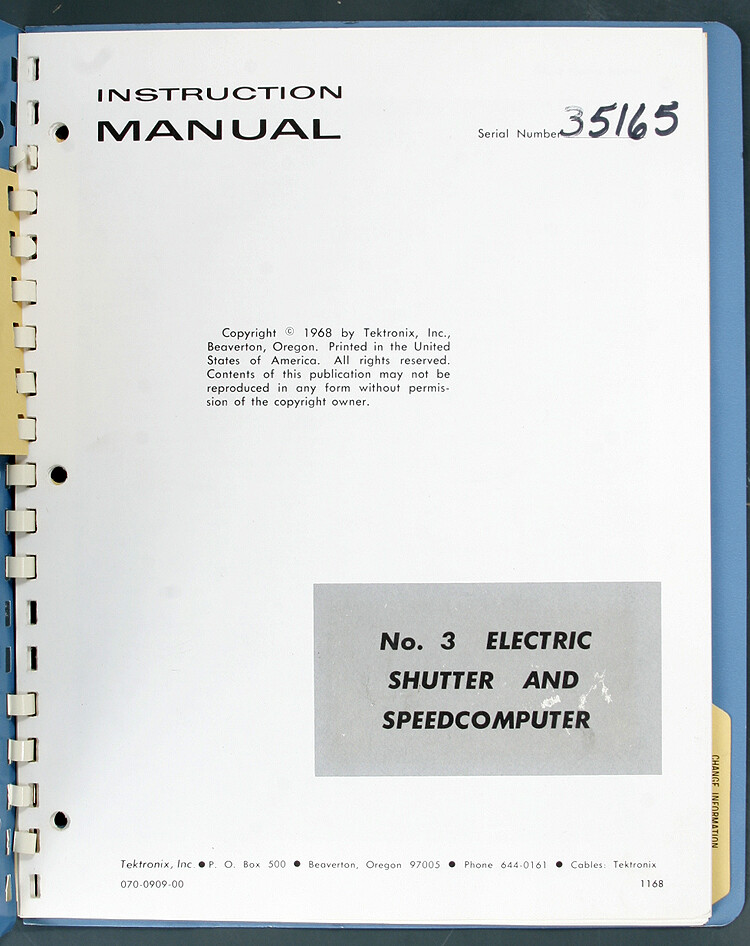 INSTRUCTION
MANUAL
Serial Number 35165
Copyright © 1968 by Tektronix, Inc.,
Beaverton, Oregon. Printed in the United
States of America. All rights reserved.
Contents of this publication may not be
reproduced in any form without permis-
sion of the copyright owner.
No. 3 ELECTRIC
SHUTTER AND
SPEEDCOMPUTER
CHANGE INFORMATION
Tektronix, Inc. ● P. O. Box 500 ● Beaverton, Oregon 97005 ● Phone 644-0161 ● Cables: Tektronix
070-0909-00 1168